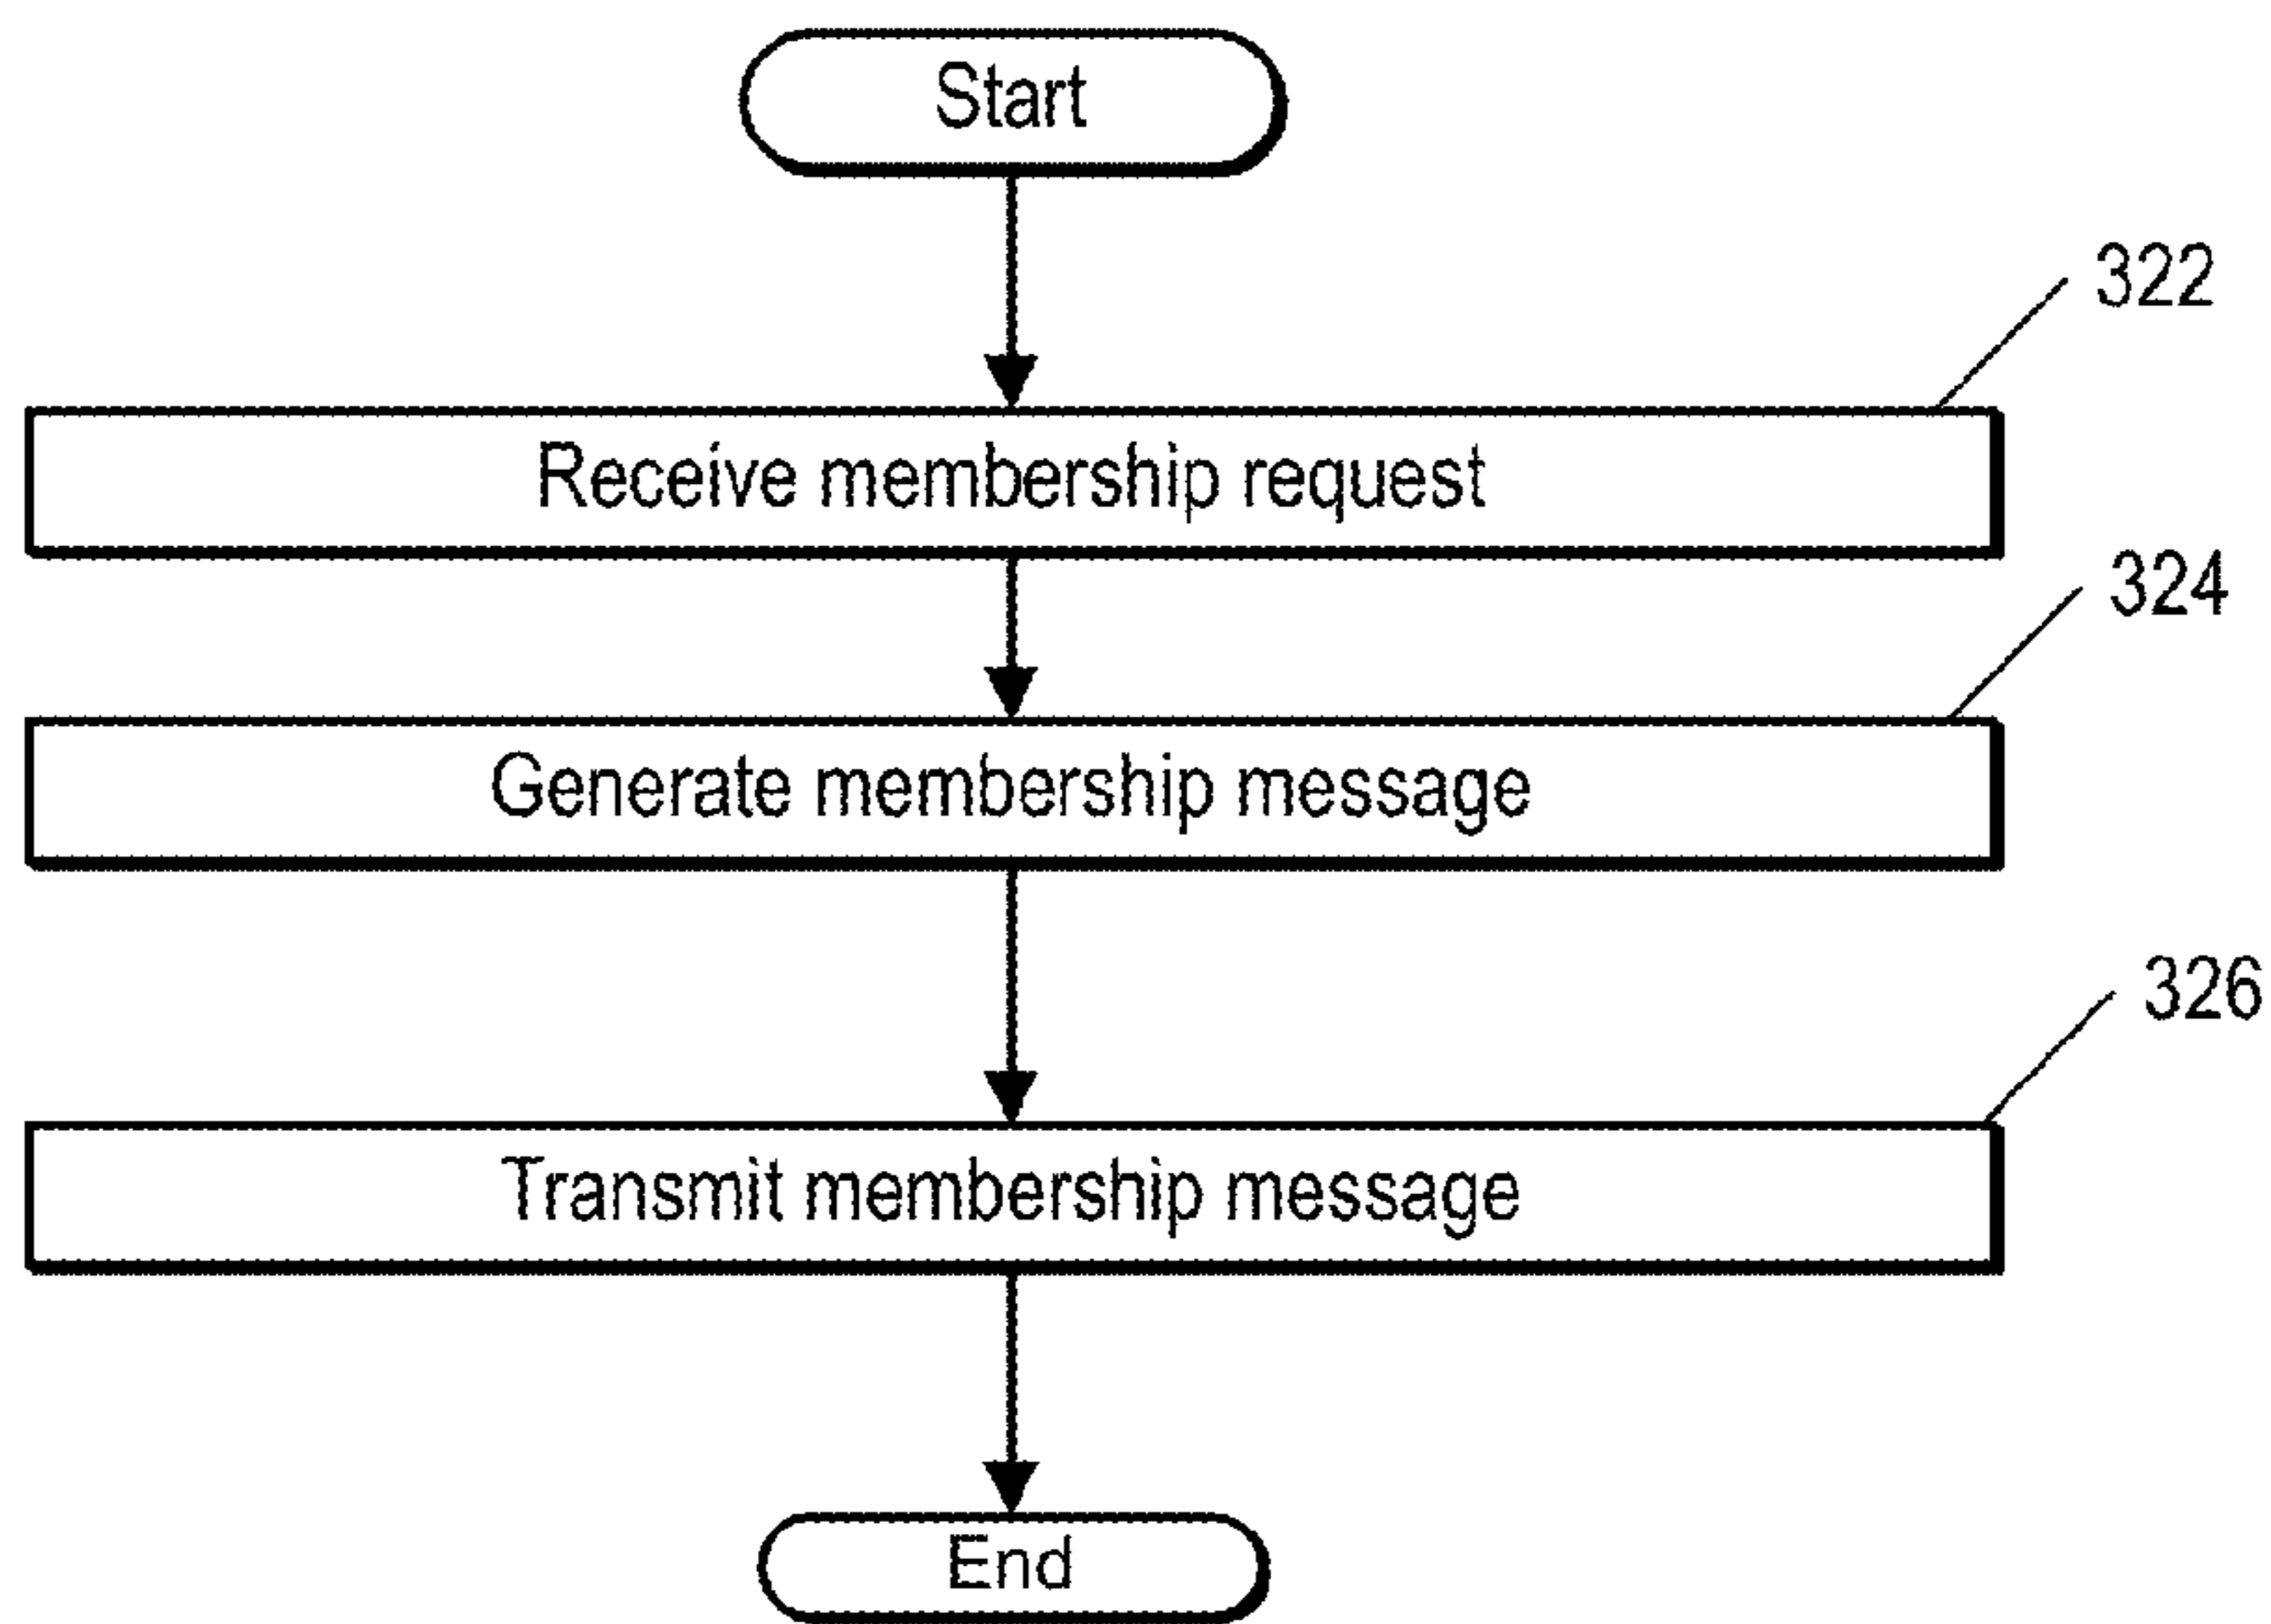 Start
322
Receive membership request
324
Generate membership message
326
Transmit membership message
End